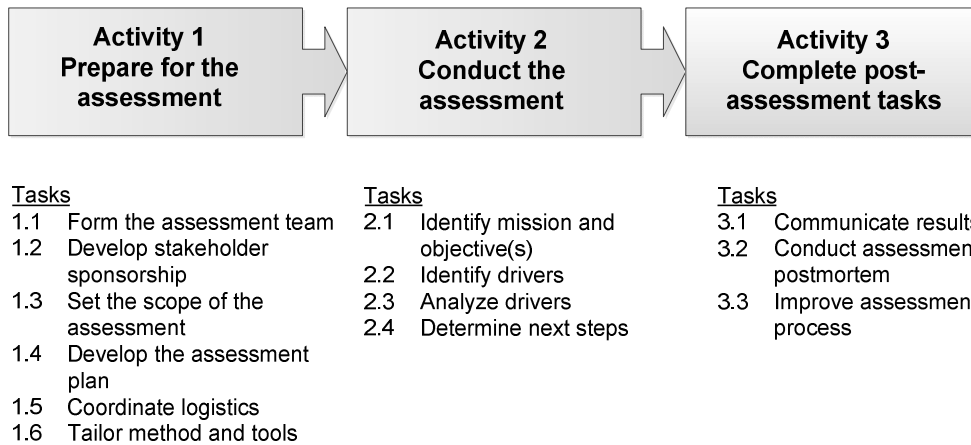 Activity 1
Prepare for the
assessment
Activity 2
Conduct the
assessment
Activity 3
Complete post-
assessment tasks
Tasks
1.1 Form the assessment team
1.2 Develop stakeholder
sponsorship
1.3 Set the scope of the
assessment
1.4 Develop the assessment
plan
1.5 Coordinate logistics
1.6 Tailor method and tools
Tasks
2.1 Identify mission and
objective(s)
2.2 Identify drivers
2.3 Analyze drivers
2.4 Determine next steps
Tasks
3.1 Communicate results
3.2 Conduct assessmen
postmortem
3.3 Improve assessmen
process